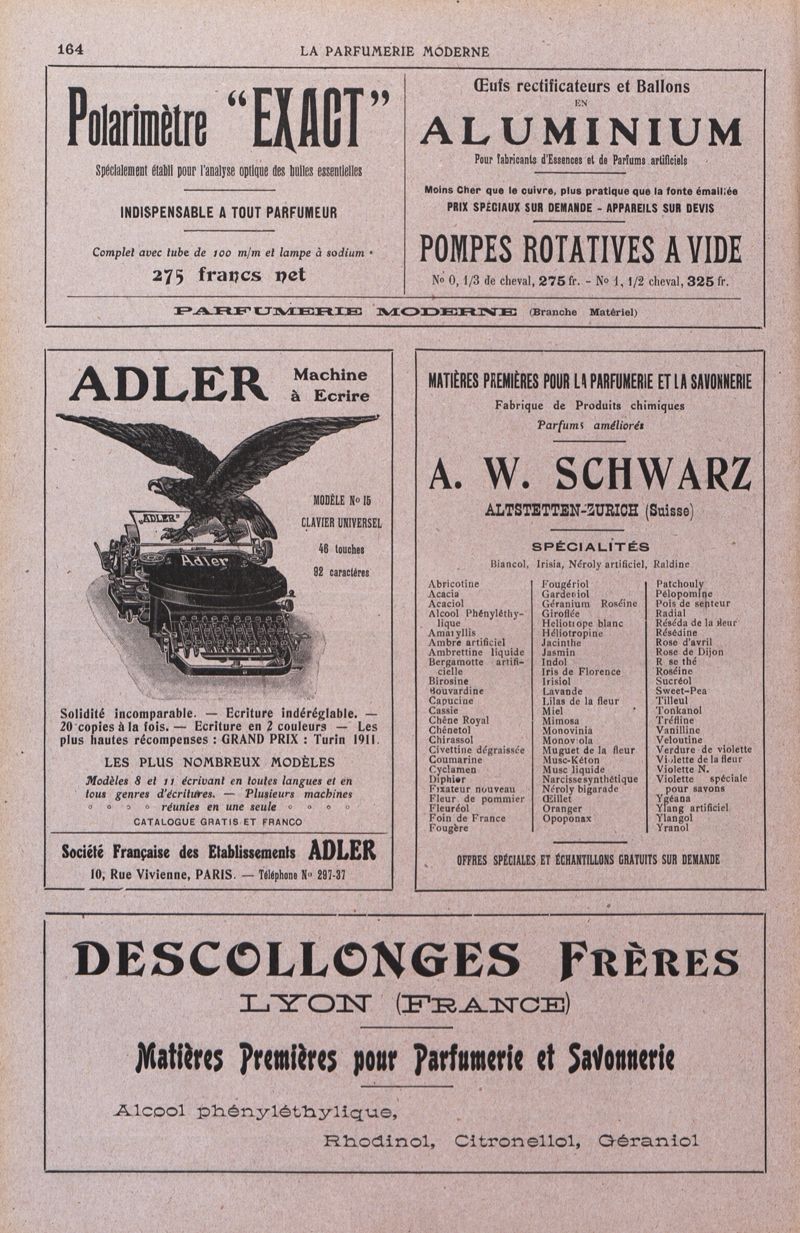 164
LA PARFUMERIE MODERNE
Polarimètre "EXACT"
Spécialement établi pour l'analyse optique des huiles essentielles
INDISPENSABLE A TOUT PARFUMEUR
Complet avec tube de 100 m/m et lampe à sodium
275 francs net
Œufs rectificateurs et Ballons
EN
ALUMINIUM
Pour fabricants d'Essences et de Parfums artificiels
Moins Cher que le cuivre, plus pratique que la fonte émaillée
PRIX SPÉCIAUX SUR DEMANDE - APPAREILS SUR DEVIS
POMPES ROTATIVES A VIDE
No 0, 1/3 de cheval, 275 fr. - No 1, 1/2 cheval, 325 fr.
PARFUMERIE MODERNE (Branche Matériel)
ADLER Machine
à Ecrire
MODÈLE No 15
CLAVIER UNIVERSEL
46 touches
92 caractères
"ADLER"
Adler
Solidité incomparable. — Ecriture indéréglable. —
20 copies à la fois. — Ecriture en 2 couleurs — Les
plus hautes récompenses : GRAND PRIX : Turin 1911.
LES PLUS NOMBREUX MODÈLES
Modèles 8 et 11 écrivant en toutes langues et en
tous genres d'écritures. — Plusieurs machines
réunies en une seule
CATALOGUE GRATIS ET FRANCO
Société Française des Etablissements ADLER
10, Rue Vivienne, PARIS. — Téléphone No 297-37
MATIÈRES PREMIÈRES POUR LA PARFUMERIE ET LA SAVONNERIE
Fabrique de Produits chimiques
Parfums améliorés
A. W. SCHWARZ
ALTSTETTEN-ZURICH (Suisse)
SPÉCIALITÉS
Biancol, Irisia, Néroly artificiel, Raldine
Abricotine
Acacia
Acaciol
Alcool Phényléthy-
lique
Amaryllis
Ambre artificiel
Ambrettine liquide
Bergamotte artifi-
cielle
Birosine
Bouvardine
Capucine
Cassie
Chêne Royal
Chénetol
Chirassol
Civettine dégraissée
Coumarine
Cyclamen
Diphior
Fixateur nouveau
Fleur de pommier
Fleuréol
Foin de France
Fougère
Fougériol
Gardeniol
Géranium Roséine
Giroflée
Heliotrope blanc
Héliotropine
Jacinthe
Jasmin
Indol
Iris de Florence
Irisiol
Lavande
Lilas de la fleur
Miel
Mimosa
Monovinia
Monoviola
Muguet de la fleur
Musc-Kéton
Musc liquide
Narcisse synthétique
Néroly bigarade
Œillet
Oranger
Opoponax
Patchouly
Pélopomine
Pois de senteur
Radial
Réséda de la fleur
Résédine
Rose d'avril
Rose de Dijon
R se thé
Roséine
Sucréol
Sweet-Pea
Tilleul
Tonkanol
Tréfline
Vanilline
Veloutine
Verdure de violette
Violette de la fleur
Violette N.
Violette spéciale
pour savons
Ygéana
Ylang artificiel
Ylangol
Yranol
OFFRES SPÉCIALES ET ÉCHANTILLONS GRATUITS SUR DEMANDE
DESCOLLONGES FRÈRES
LYON (FRANCE)
Matières Premières pour Parfumerie et Savonnerie
Alcool phényléthylique,
Rhodinol, Citronellol, Géraniol